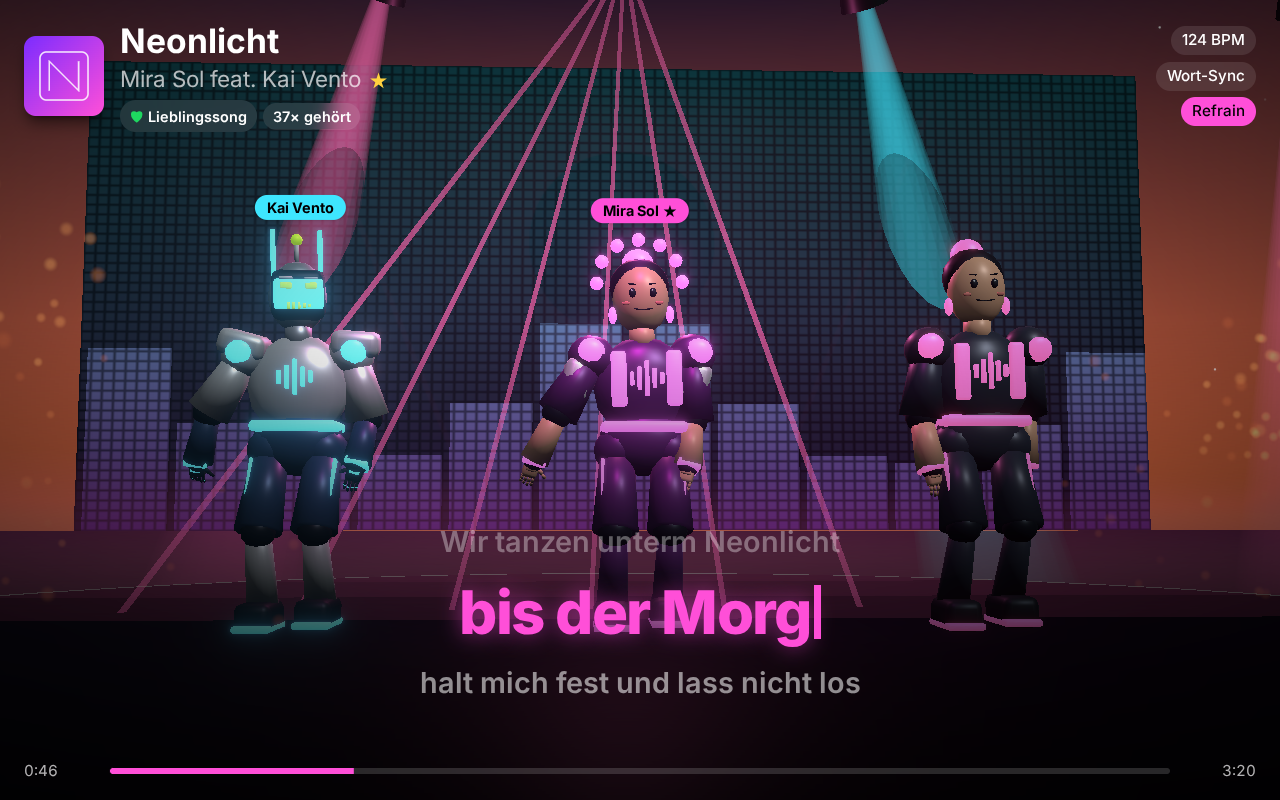 N
Neonlicht
Mira Sol feat. Kai Vento ★
Lieblingssong
37× gehört
124 BPM
Wort-Sync
Refrain
Kai Vento
Mira Sol ★
Wir tanzen unterm Neonlicht
bis der Morg
halt mich fest und lass nicht los
0:46
3:20